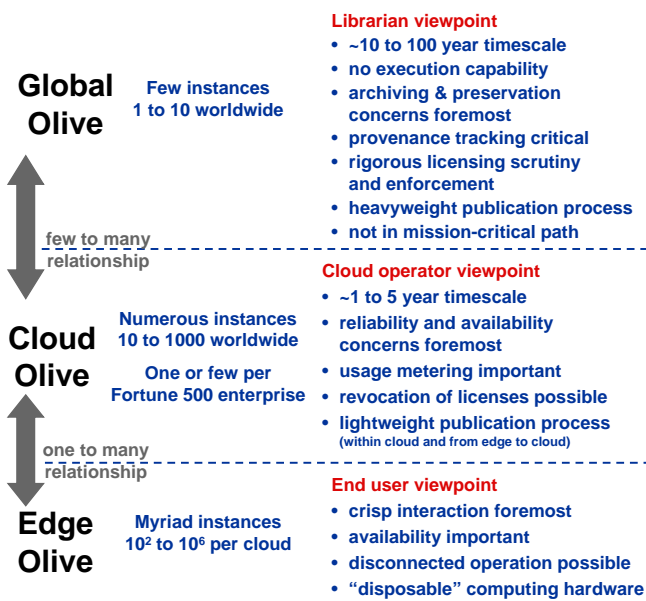 Librarian viewpoint
• ~10 to 100 year timescale
• no execution capability
• archiving & preservation
concerns foremost
• provenance tracking critical
• rigorous licensing scrutiny
and enforcement
• heavyweight publication process
• not in mission-critical path
Global
Olive
Few instances
1 to 10 worldwide
few to many
relationship
Cloud operator viewpoint
• ~1 to 5 year timescale
• reliability and availability
concerns foremost
• usage metering important
• revocation of licenses possible
• lightweight publication process
(within cloud and from edge to cloud)
Cloud
Olive
Numerous instances
10 to 1000 worldwide
One or few per
Fortune 500 enterprise
one to many
relationship
End user viewpoint
• crisp interaction foremost
• availability important
• disconnected operation possible
• “disposable” computing hardware
Edge
Olive
Myriad instances
10² to 10⁶ per cloud